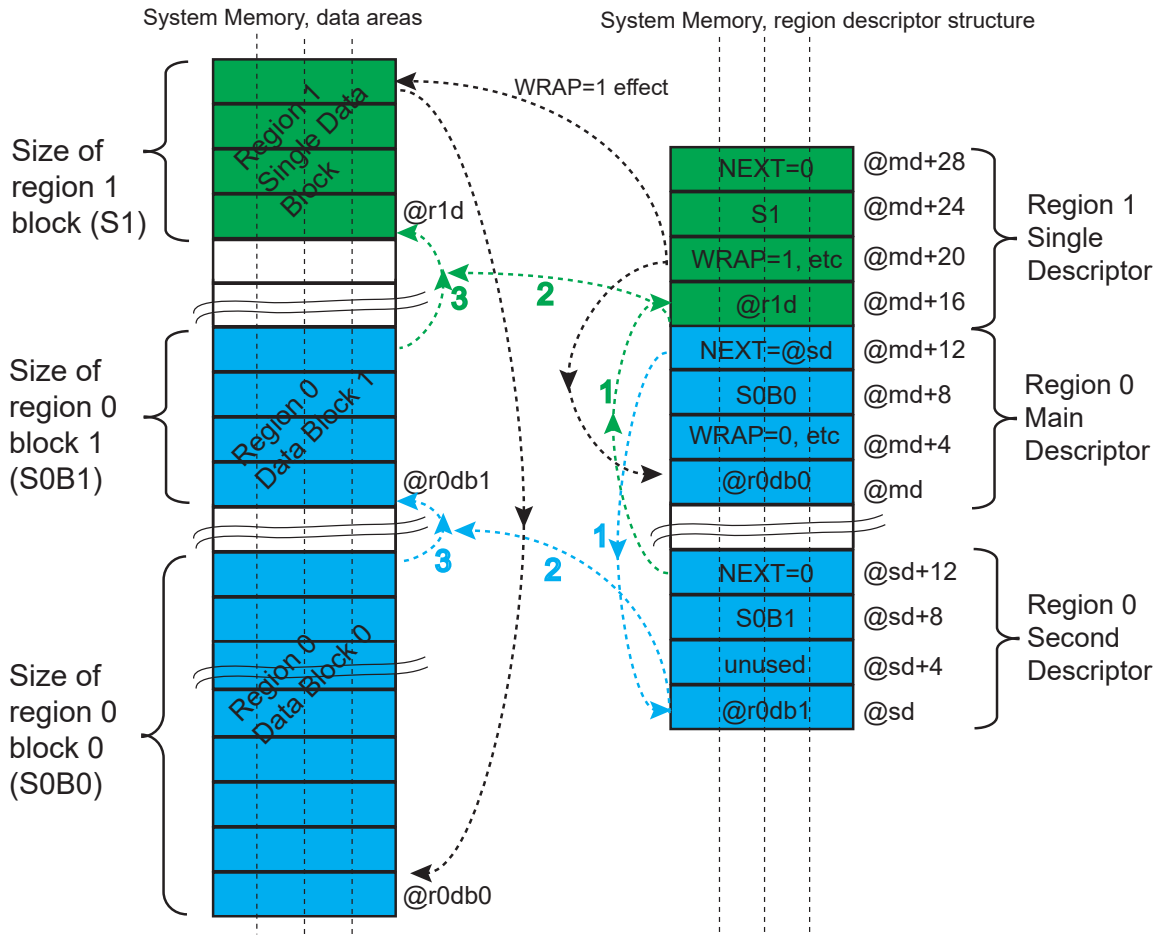 System Memory, data areas
System Memory, region descriptor structure
WRAP=1 effect
Size of
region 1
block (S1)
Region 1
Single Data
Block
@r1d
3
2
Size of
region 0
block 1
(S0B1)
Region 0
Data Block 1
@r0db1
3
2
Size of
region 0
block 0
(S0B0)
Region 0
Data Block 0
@r0db0
1
1
NEXT=0
@md+28
S1
@md+24
WRAP=1, etc
@md+20
@r1d
@md+16
Region 1
Single
Descriptor
NEXT=@sd
@md+12
S0B0
@md+8
WRAP=0, etc
@md+4
@r0db0
@md
Region 0
Main
Descriptor
NEXT=0
@sd+12
S0B1
@sd+8
unused
@sd+4
@r0db1
@sd
Region 0
Second
Descriptor